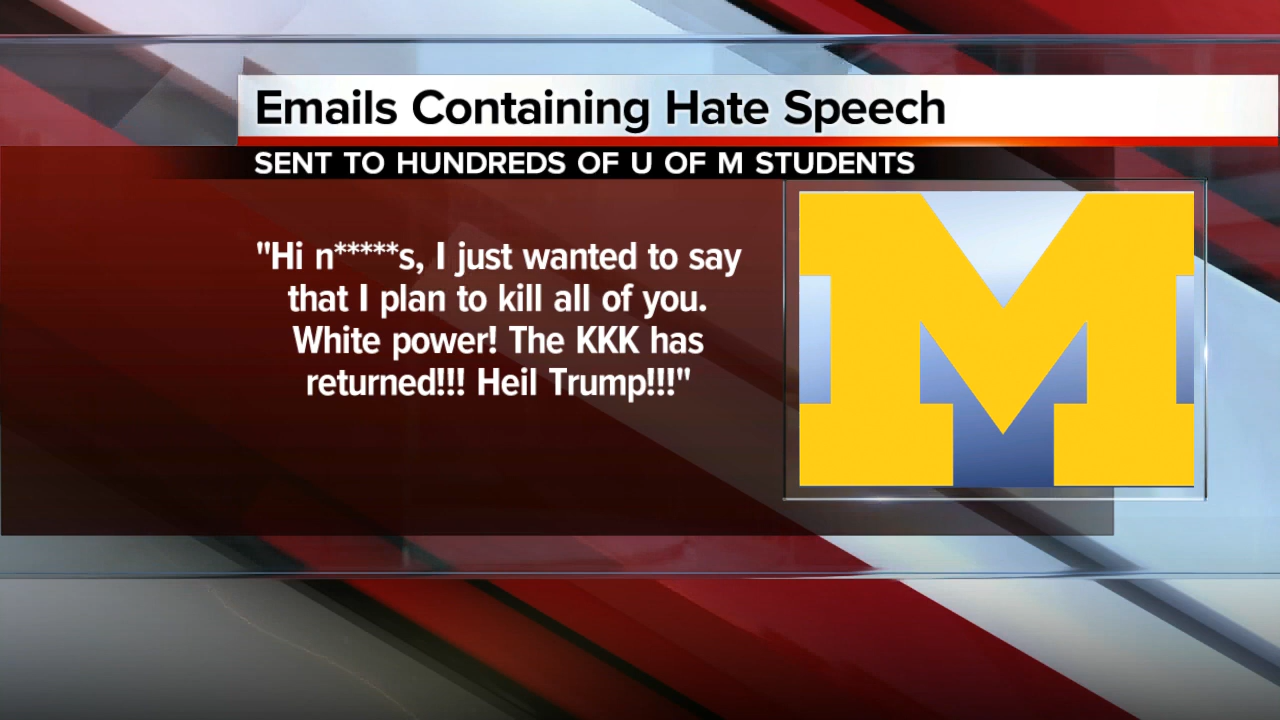 Emails Containing Hate Speech
SENT TO HUNDREDS OF U OF M STUDENTS
"Hi n*****s, I just wanted to say
that I plan to kill all of you.
White power! The KKK has
returned!!! Heil Trump!!!"
M